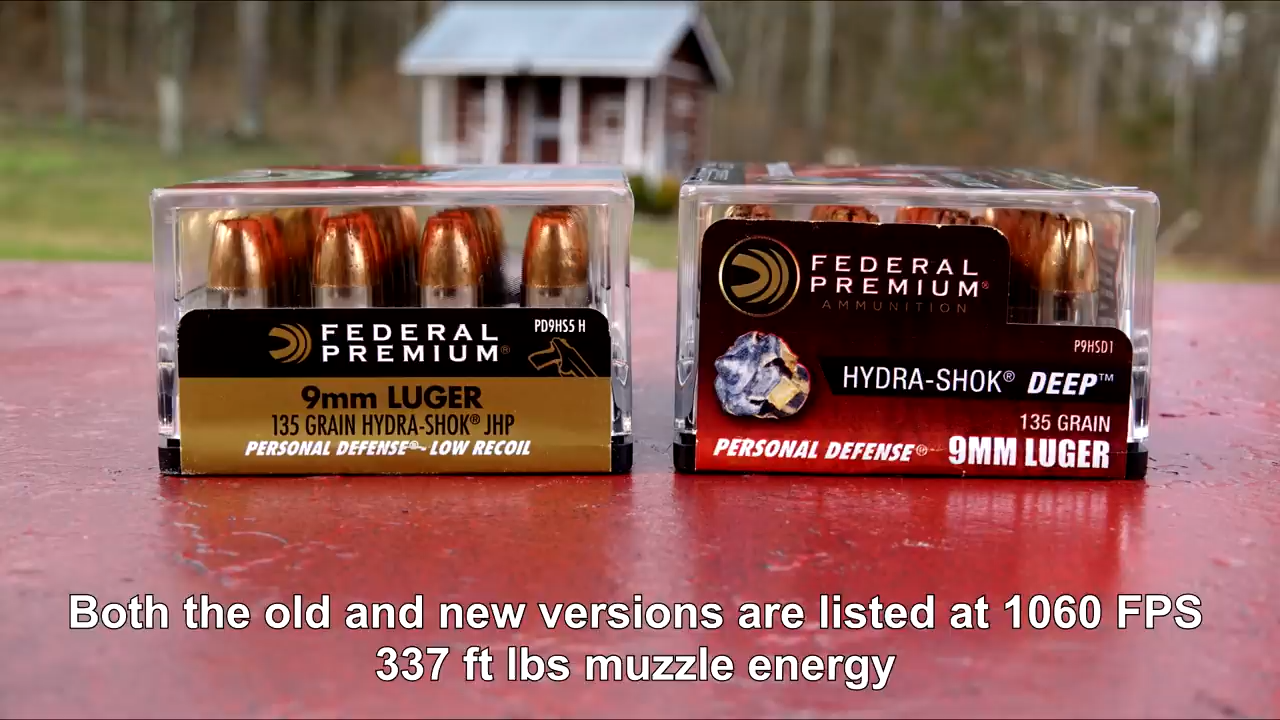 FEDERAL
PREMIUM®
PD9HS5 H
9mm LUGER
135 GRAIN HYDRA-SHOK® JHP
PERSONAL DEFENSE® LOW RECOIL
FEDERAL
PREMIUM®
AMMUNITION
P9HSD1
HYDRA-SHOK® DEEP™
135 GRAIN
PERSONAL DEFENSE® 9MM LUGER
Both the old and new versions are listed at 1060 FPS
337 ft lbs muzzle energy